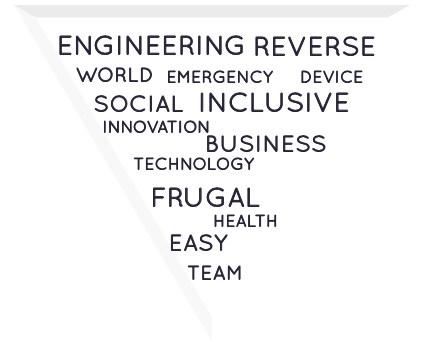 ENGINEERING REVERSE
WORLD EMERGENCY DEVICE
SOCIAL INCLUSIVE
INNOVATION
BUSINESS
TECHNOLOGY
FRUGAL
HEALTH
EASY
TEAM